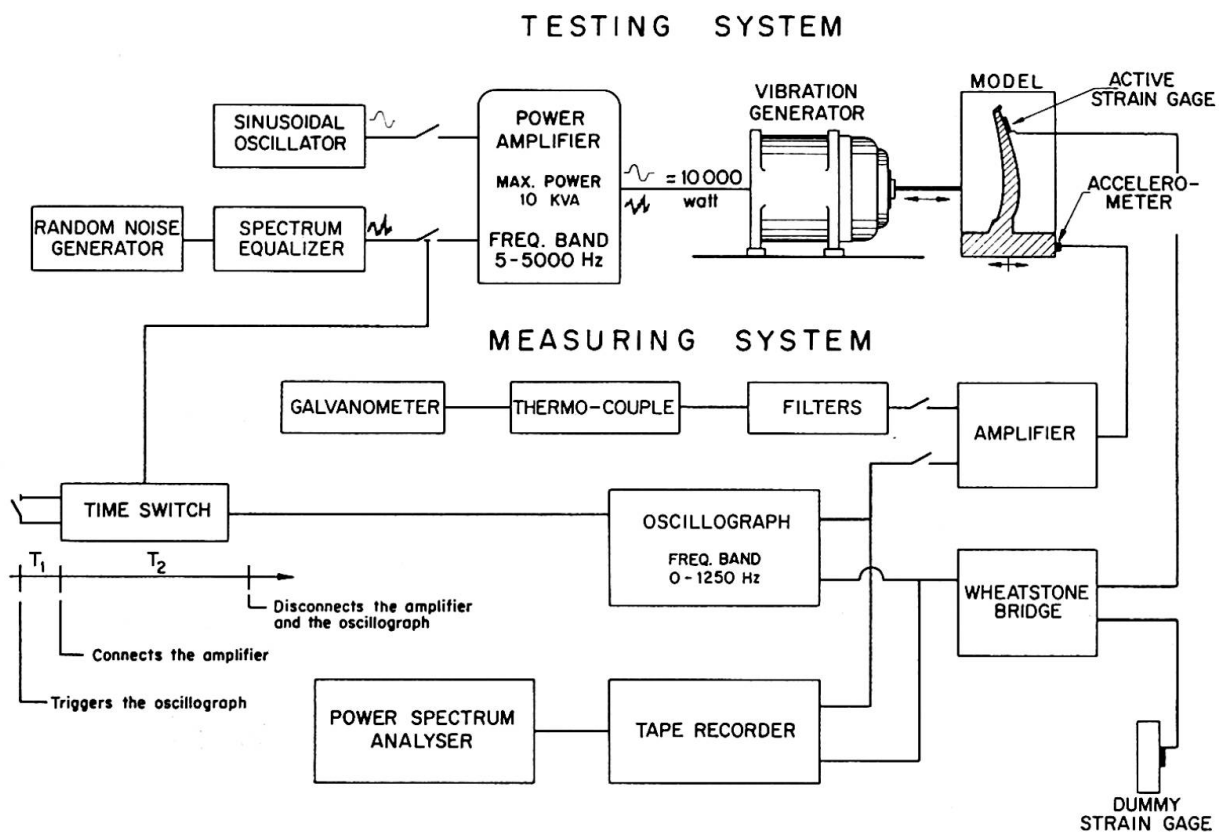 TESTING SYSTEM
SINUSOIDAL
OSCILLATOR
RANDOM NOISE
GENERATOR
SPECTRUM
EQUALIZER
POWER
AMPLIFIER
MAX. POWER
10 KVA
FREQ. BAND
5-5000 Hz
= 10 000
watt
VIBRATION
GENERATOR
MODEL
ACTIVE
STRAIN GAGE
ACCELERO-
METER
MEASURING SYSTEM
GALVANOMETER
THERMO-COUPLE
FILTERS
AMPLIFIER
TIME SWITCH
OSCILLOGRAPH
FREQ. BAND
0-1250 Hz
WHEATSTONE
BRIDGE
T1
T2
Disconnects the amplifier
and the oscillograph
Connects the amplifier
Triggers the oscillograph
POWER SPECTRUM
ANALYSER
TAPE RECORDER
DUMMY
STRAIN GAGE